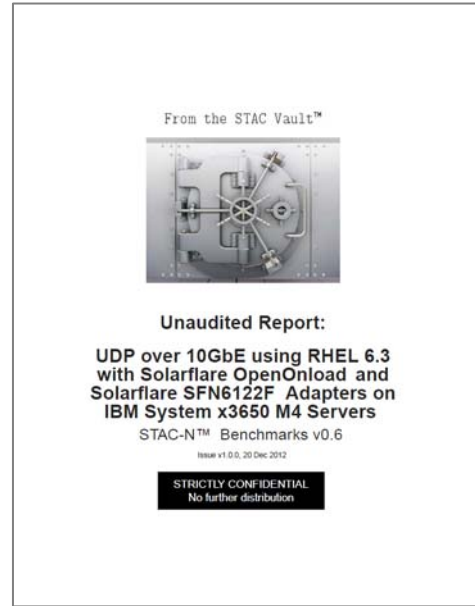 From the STAC Vault™
Unaudited Report:
UDP over 10GbE using RHEL 6.3
with Solarflare OpenOnload and
Solarflare SFN6122F Adapters on
IBM System x3650 M4 Servers
STAC-N™ Benchmarks v0.6
Issue v1.0.0, 20 Dec 2012
STRICTLY CONFIDENTIAL
No further distribution